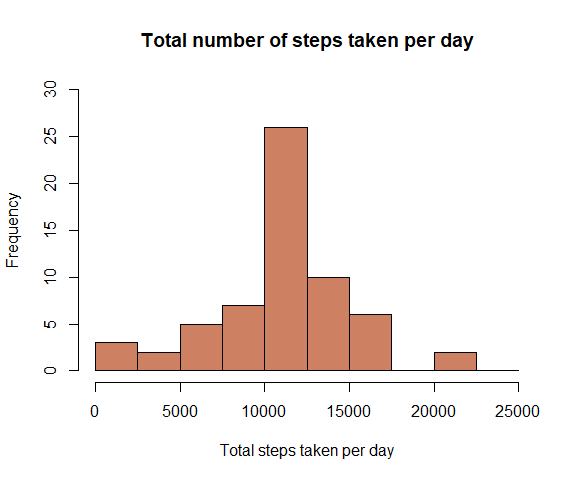 Total number of steps taken per day
30
25
20
15
10
5
0
Frequency
0 5000 10000 15000 20000 25000
Total steps taken per day